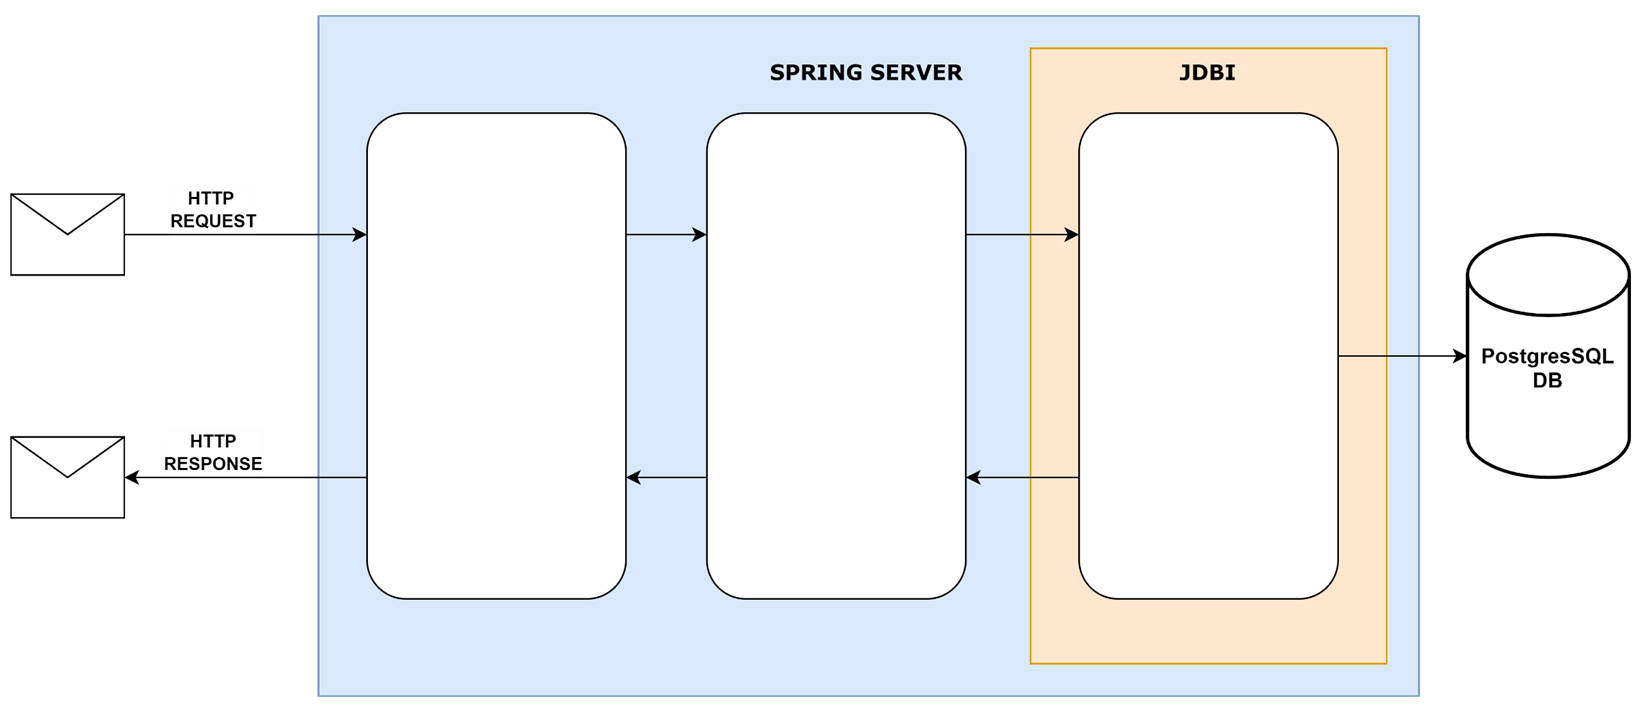 SPRING SERVER
JDBI
HTTP
REQUEST
PostgresSQL
DB
HTTP
RESPONSE